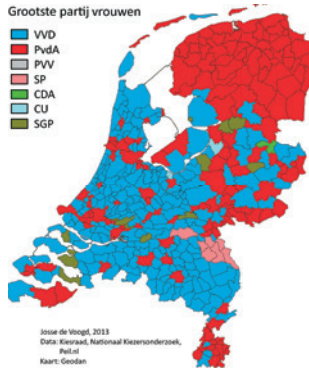 Grootste partij vrouwen
VVD
PvdA
PVV
SP
CDA
CU
SGP
Josse de Voogd, 2013
Data: Kiesraad, Nationaal Kiezersonderzoek,
Peil.nl
Kaart: Geodan